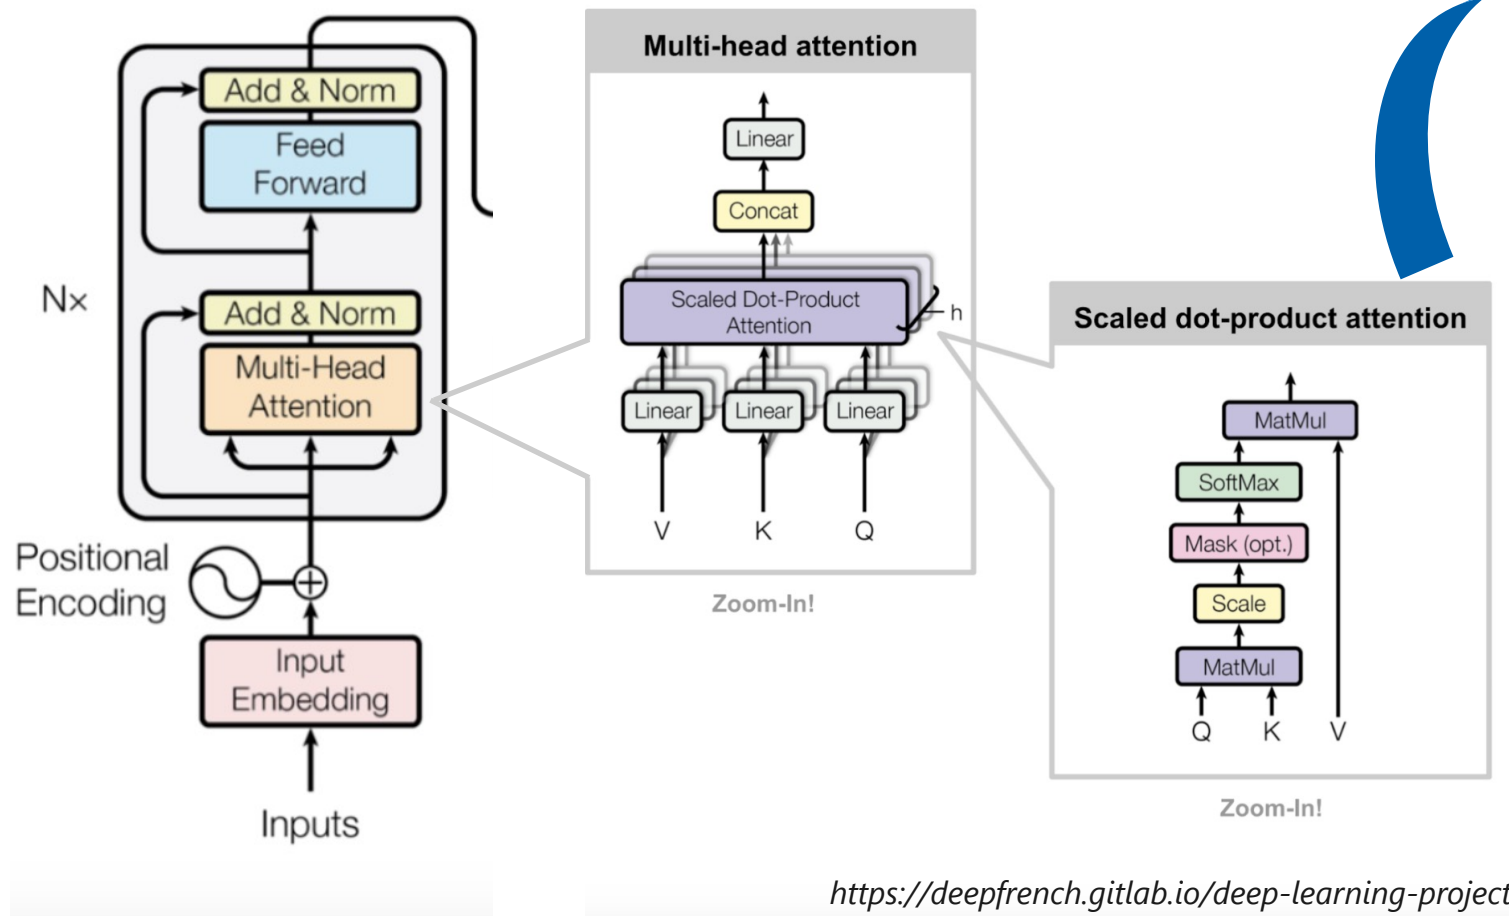 Add & Norm
Feed
Forward
N×
Add & Norm
Multi-Head
Attention
Positional
Encoding
Input
Embedding
Inputs
Multi-head attention
Linear
Concat
Scaled Dot-Product
Attention
h
Linear
Linear
Linear
V
K
Q
Zoom-In!
Scaled dot-product attention
MatMul
SoftMax
Mask (opt.)
Scale
MatMul
Q
K
V
Zoom-In!
https://deepfrench.gitlab.io/deep-learning-project